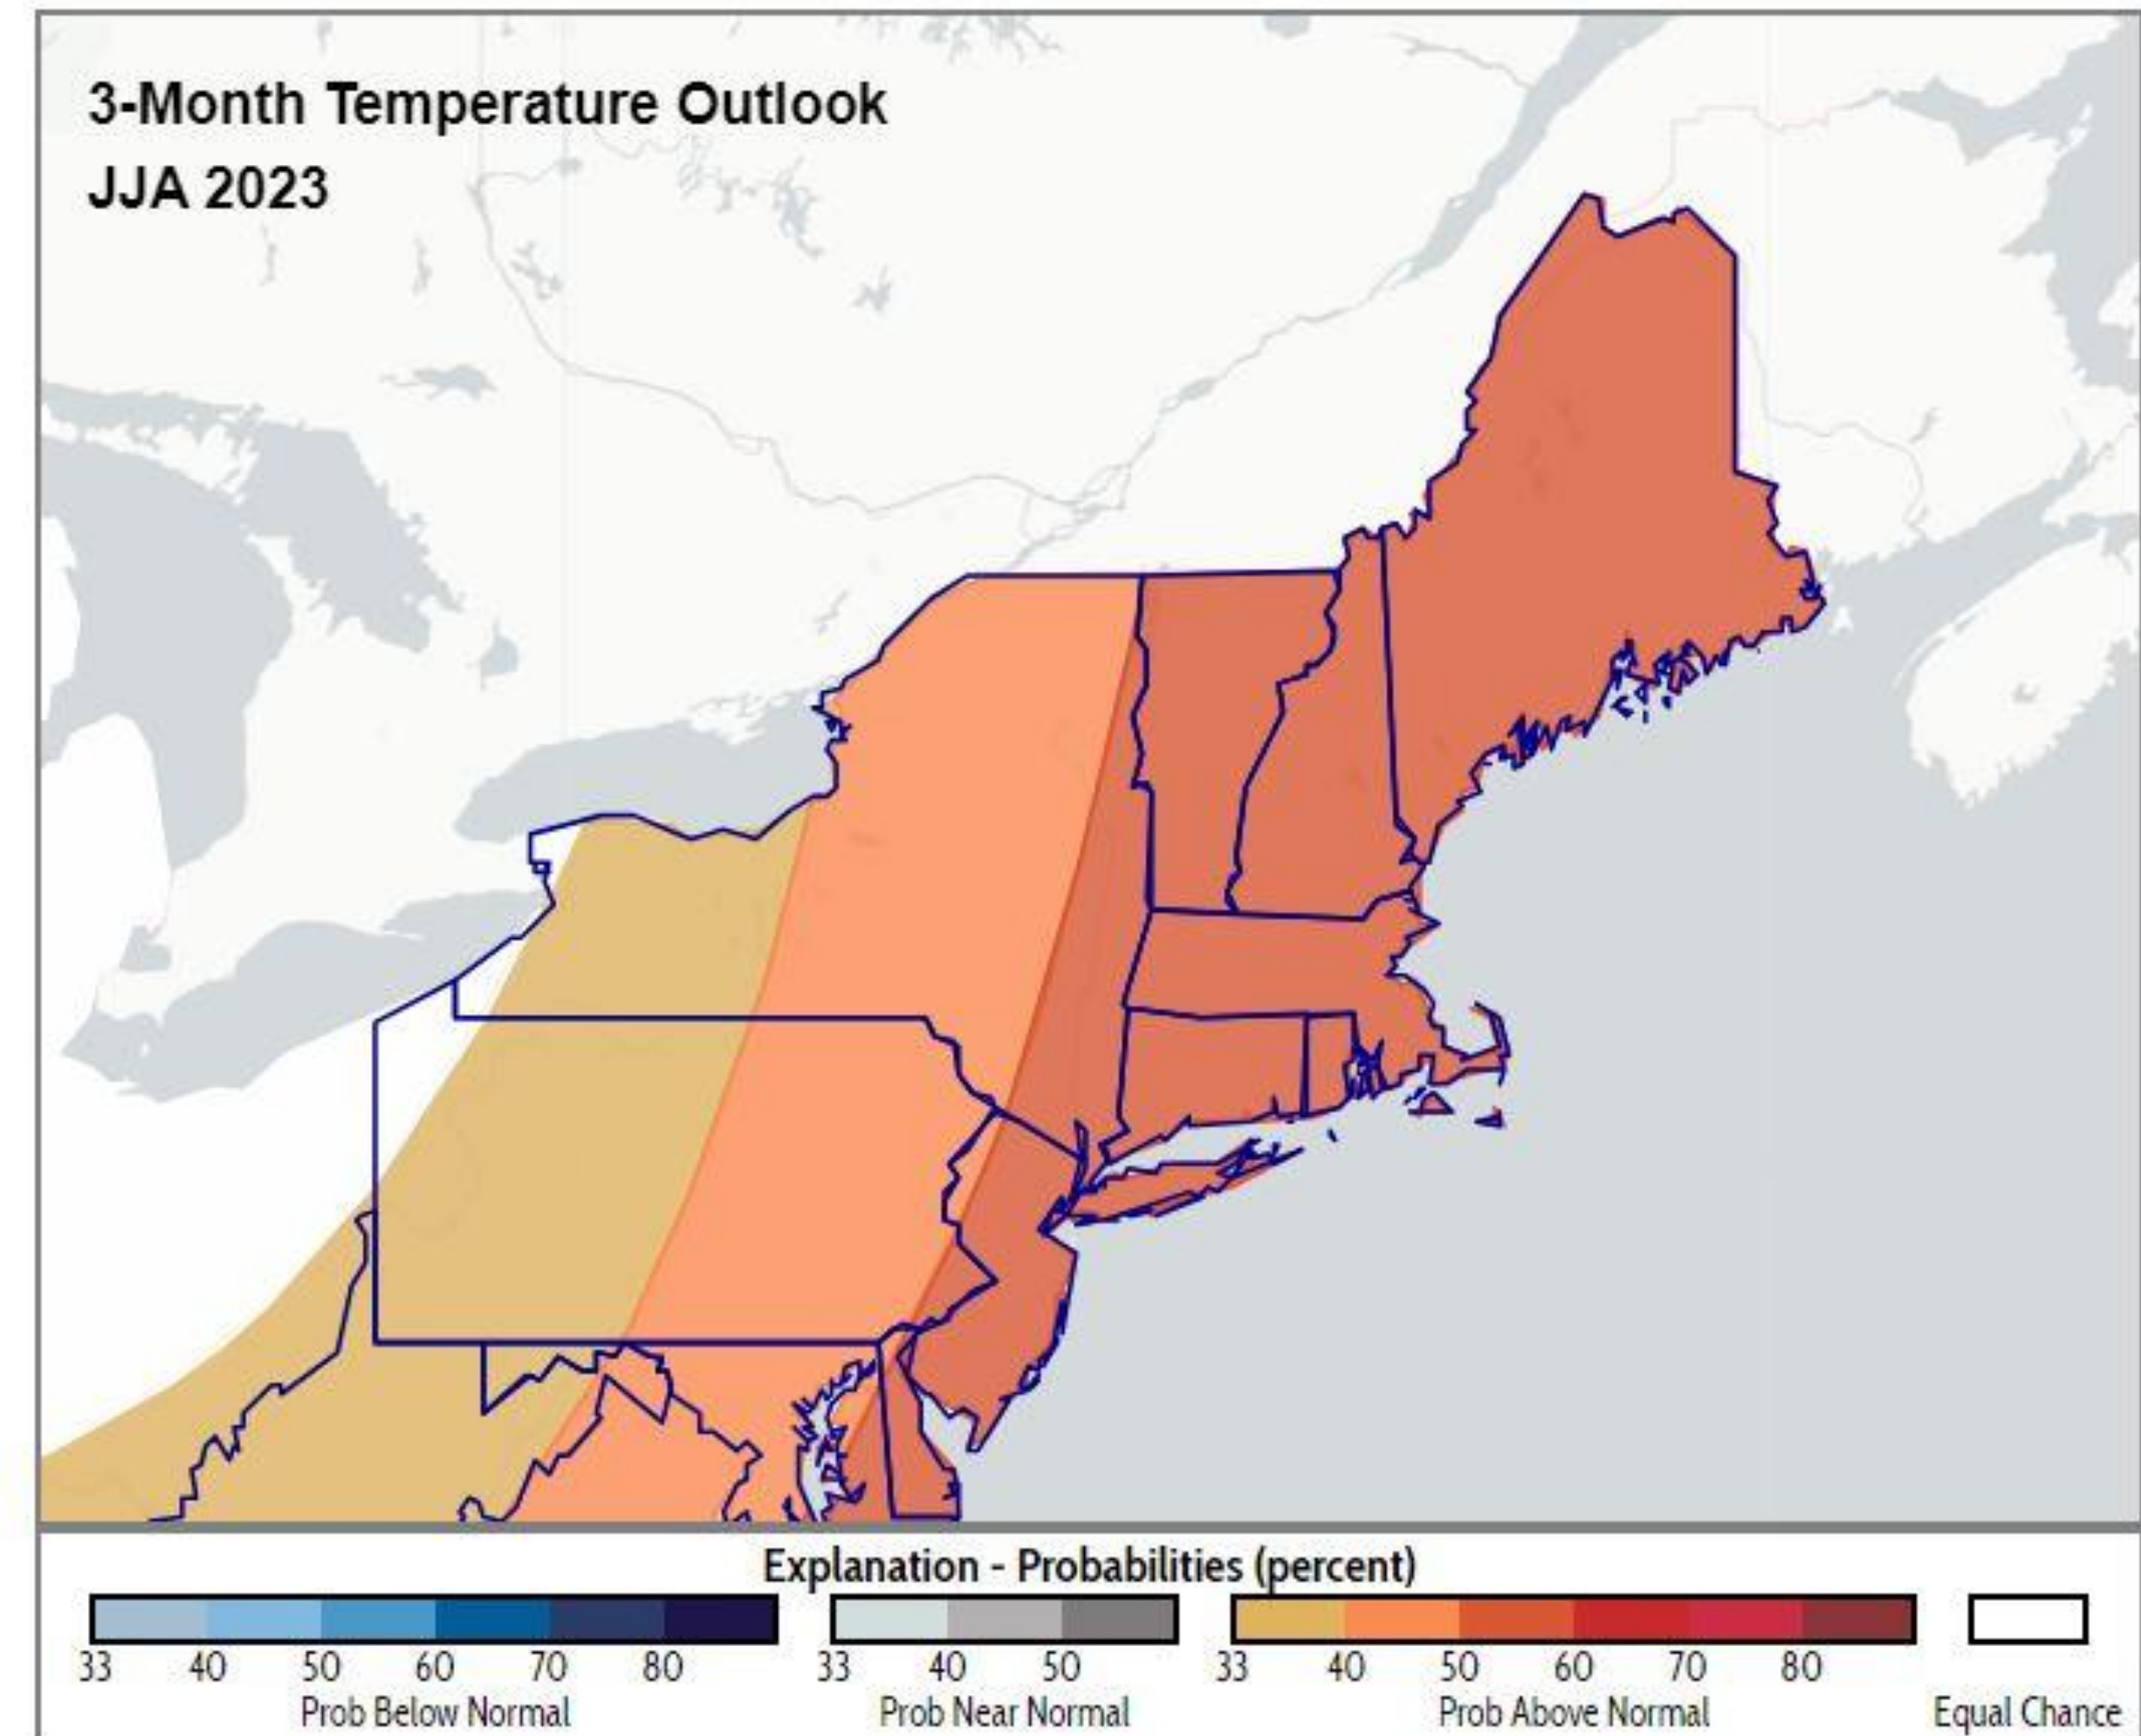 3-Month Temperature Outlook
JJA 2023
Explanation - Probabilities (percent)
33 40 50 60 70 80
Prob Below Normal
33 40 50
Prob Near Normal
33 40 50 60 70 80
Prob Above Normal
Equal Chance